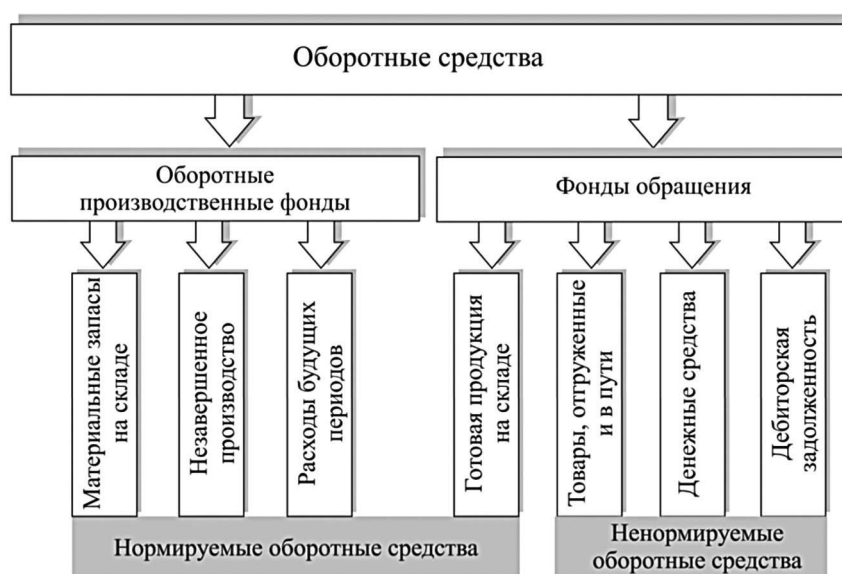 Оборотные средства
Оборотные
производственные фонды
Фонды обращения
Материальные запасы
на складе
Незавершенное
производство
Расходы будущих
периодов
Готовая продукция
на складе
Товары, отгруженные
и в пути
Денежные средства
Дебиторская
задолженность
Нормируемые оборотные средства
Ненормируемые
оборотные средства